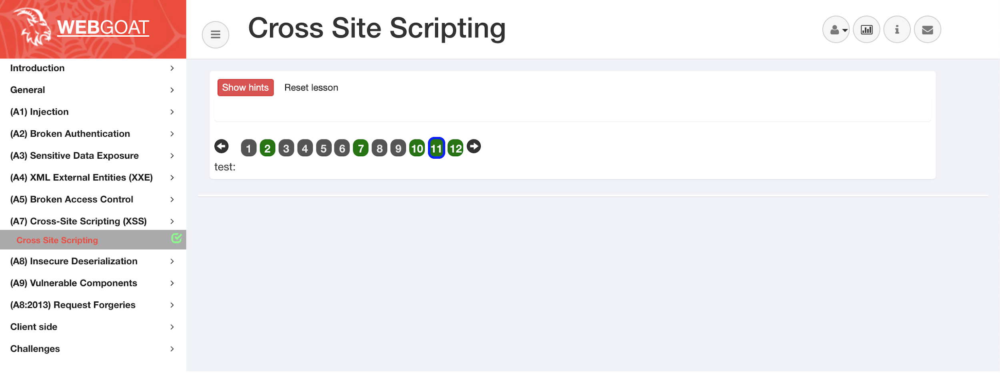 WEBGOAT
Cross Site Scripting
Introduction
General
(A1) Injection
(A2) Broken Authentication
(A3) Sensitive Data Exposure
(A4) XML External Entities (XXE)
(A5) Broken Access Control
(A7) Cross-Site Scripting (XSS)
Cross Site Scripting
(A8) Insecure Deserialization
(A9) Vulnerable Components
(A8:2013) Request Forgeries
Client side
Challenges
Show hints Reset lesson
1 2 3 4 5 6 7 8 9 10 11 12
test: